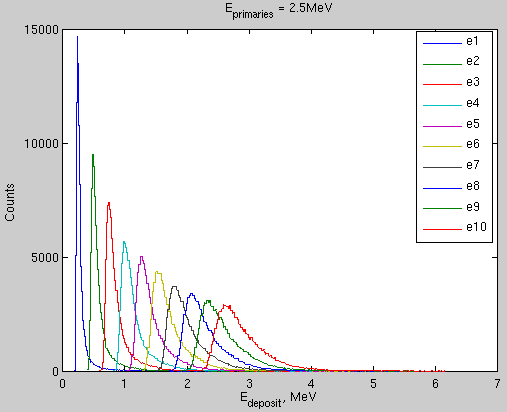 E_primaries = 2.5MeV
15000
10000
5000
0
Counts
0 1 2 3 4 5 6 7
E_deposit, MeV
e1
e2
e3
e4
e5
e6
e7
e8
e9
e10